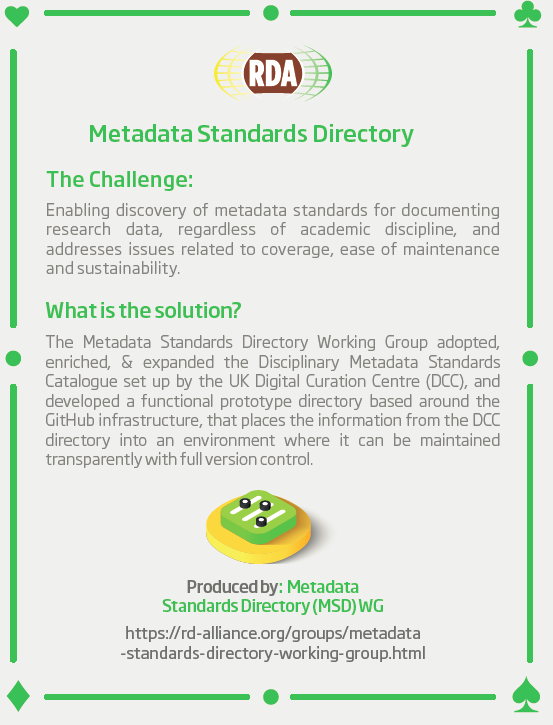 RDA
Metadata Standards Directory
The Challenge:
Enabling discovery of metadata standards for documenting
research data, regardless of academic discipline, and
addresses issues related to coverage, ease of maintenance
and sustainability.
What is the solution?
The Metadata Standards Directory Working Group adopted,
enriched, & expanded the Disciplinary Metadata Standards
Catalogue set up by the UK Digital Curation Centre (DCC), and
developed a functional prototype directory based around the
GitHub infrastructure, that places the information from the DCC
directory into an environment where it can be maintained
transparently with full version control.
Produced by: Metadata
Standards Directory (MSD) WG
https://rd-alliance.org/groups/metadata
-standards-directory-working-group.html